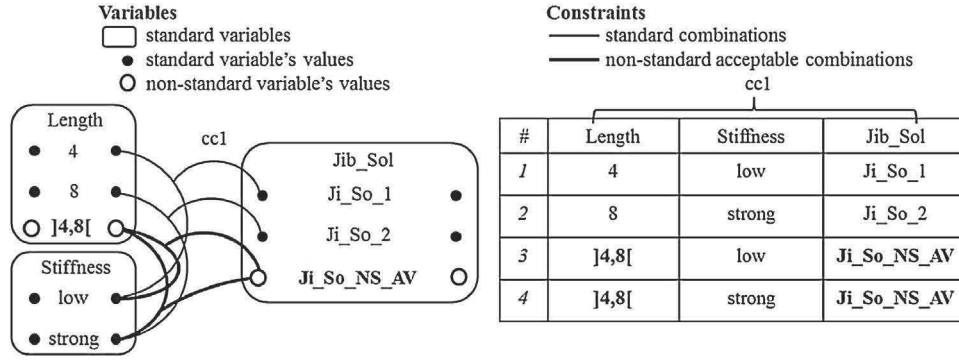 Variables
standard variables
standard variable's values
non-standard variable's values
Constraints
standard combinations
non-standard acceptable combinations
cc1
Length
4
8
]4,8[
Stiffness
low
strong
cc1
Jib_Sol
Ji_So_1
Ji_So_2
Ji_So_NS_AV
# Length Stiffness Jib_Sol
1 4 low Ji_So_1
2 8 strong Ji_So_2
3 ]4,8[ low Ji_So_NS_AV
4 ]4,8[ strong Ji_So_NS_AV